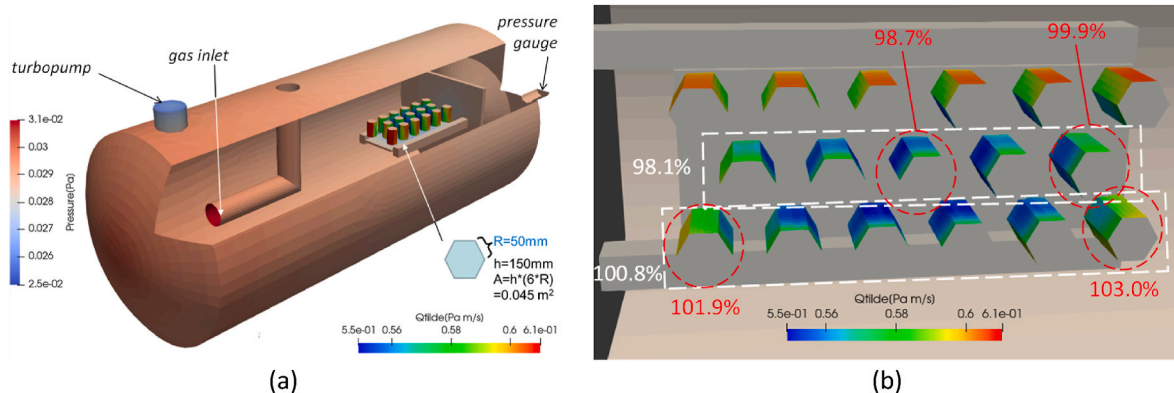 turbopump
gas inlet
pressure
gauge
3.1e-02
0.03
0.029
0.028
0.027
0.026
2.5e-02
Pressure(Pa)
R=50mm
h=150mm
A=h*(6*R)
=0.045 m²
Qtilde(Pa m/s)
5.5e-01 0.56 0.58 0.6 6.1e-01
(a)
98.7%
99.9%
98.1%
100.8%
101.9%
103.0%
Qtilde(Pa m/s)
5.5e-01 0.56 0.58 0.6 6.1e-01
(b)